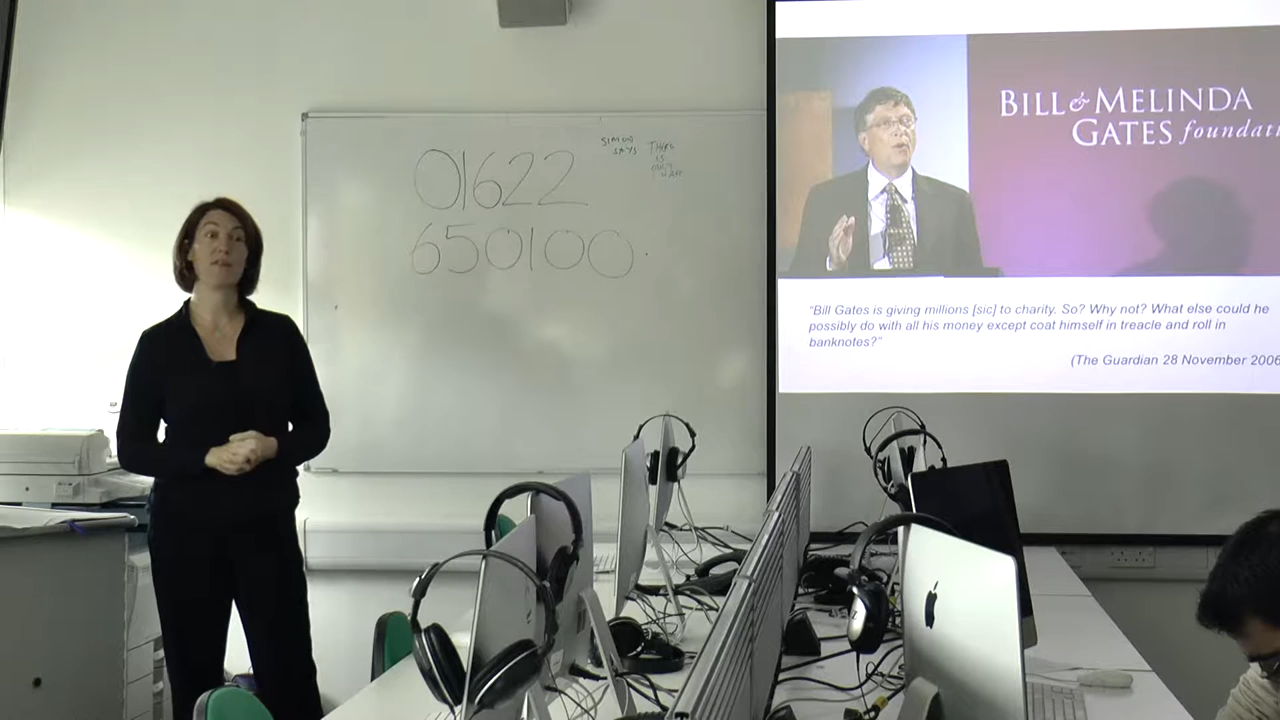 01622
650100
SIMON
SAYS
THERE
IS
BILL & MELINDA
GATES foundati
"Bill Gates is giving millions [sic] to charity. So? Why not? What else could he
possibly do with all his money except coat himself in treacle and roll in
banknotes?"
(The Guardian 28 November 2006